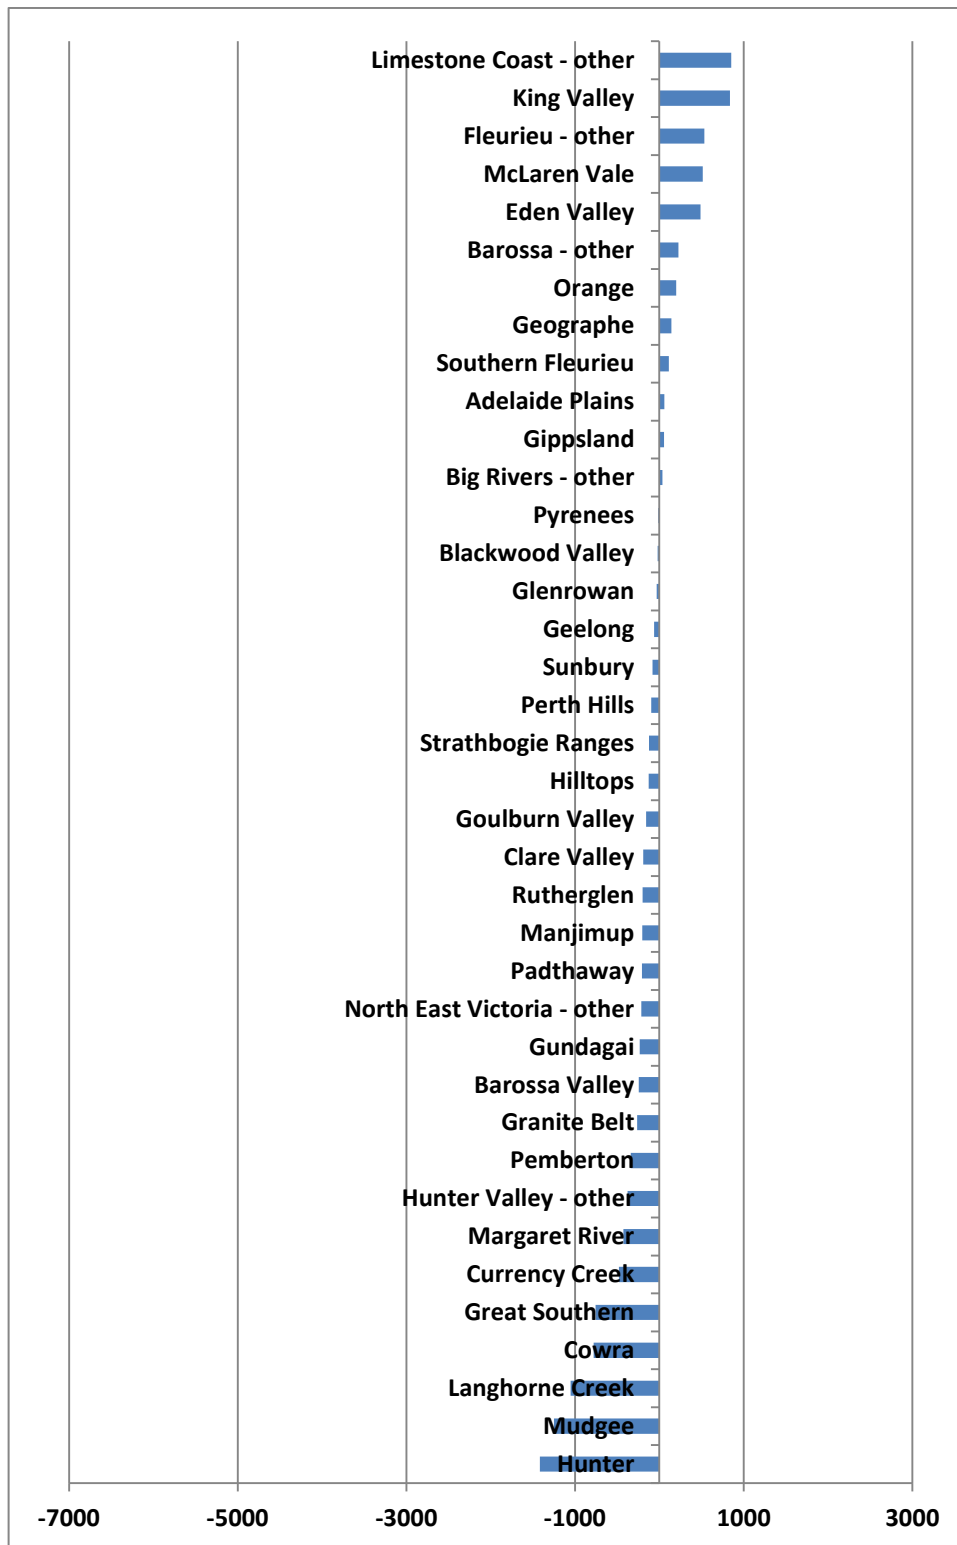 Limestone Coast - other
King Valley
Fleurieu - other
McLaren Vale
Eden Valley
Barossa - other
Orange
Geographe
Southern Fleurieu
Adelaide Plains
Gippsland
Big Rivers - other
Pyrenees
Blackwood Valley
Glenrowan
Geelong
Sunbury
Perth Hills
Strathbogie Ranges
Hilltops
Goulburn Valley
Clare Valley
Rutherglen
Manjimup
Padthaway
North East Victoria - other
Gundagai
Barossa Valley
Granite Belt
Pemberton
Hunter Valley - other
Margaret River
Currency Creek
Great Southern
Cowra
Langhorne Creek
Mudgee
Hunter
-7000 -5000 -3000 -1000 1000 3000